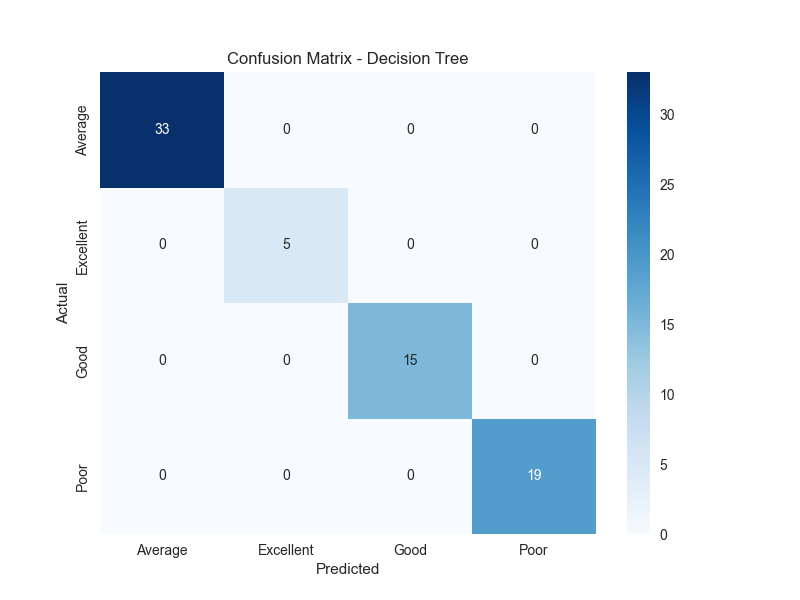 Confusion Matrix - Decision Tree
Actual
Average
33 0 0 0
Excellent
0 5 0 0
Good
0 0 15 0
Poor
0 0 0 19
Average Excellent Good Poor
Predicted
30
25
20
15
10
5
0